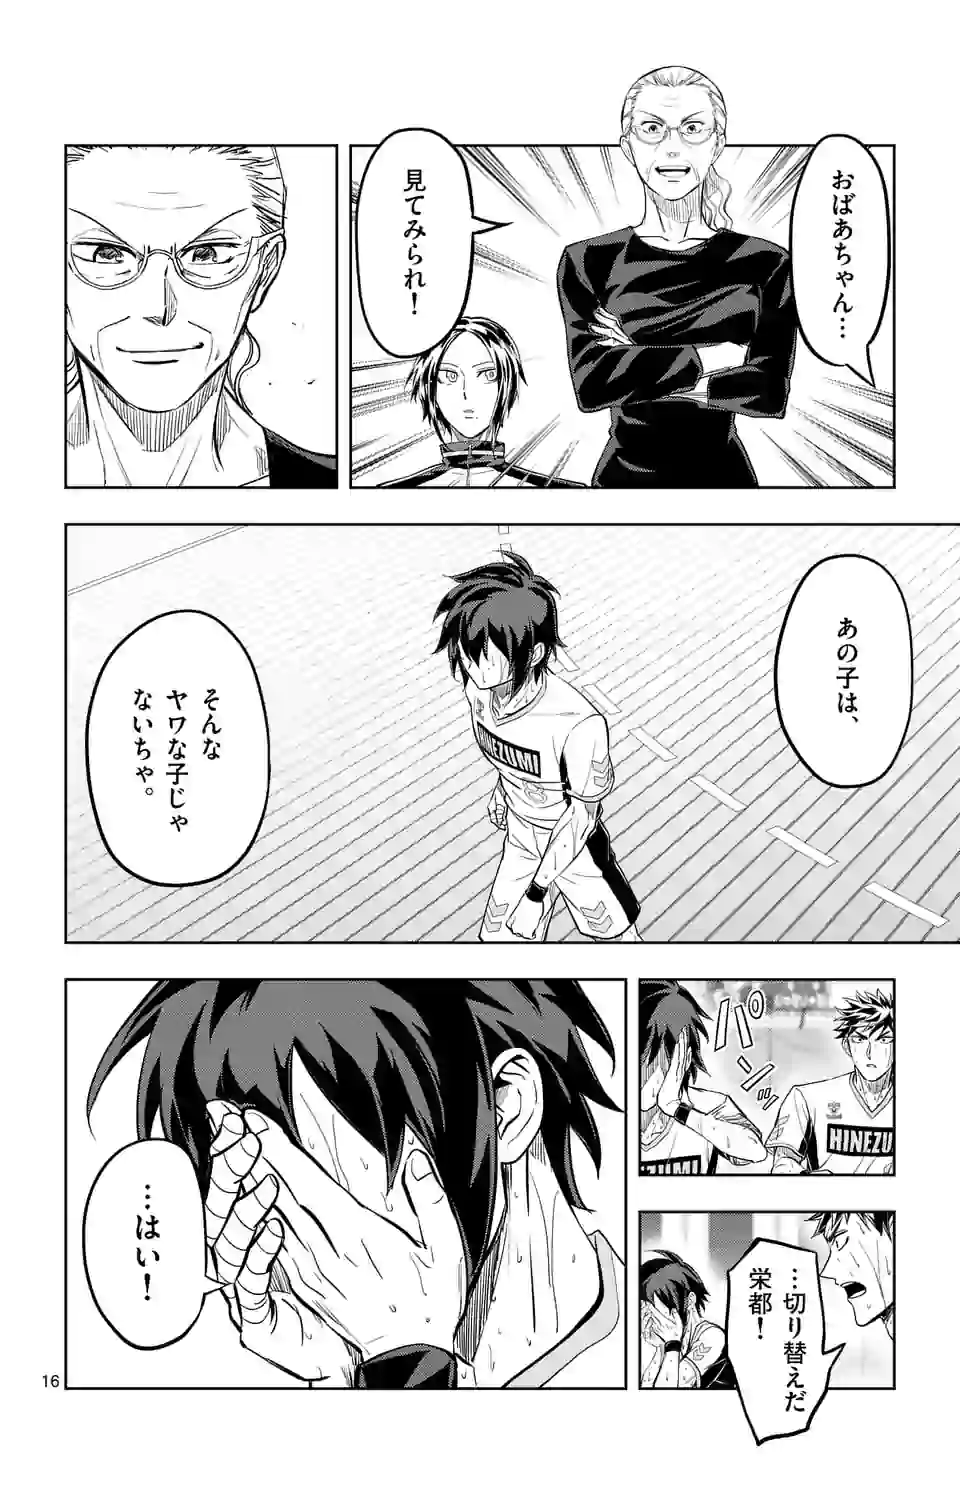 おばあちゃん…
見てみられ！
あの子は、
そんな
ヤワな子じゃ
ないちゃ。
HINEZUMI
パンッ
HINEZU
IEZUMI
…切り替えだ
栄都！
…はい！
16